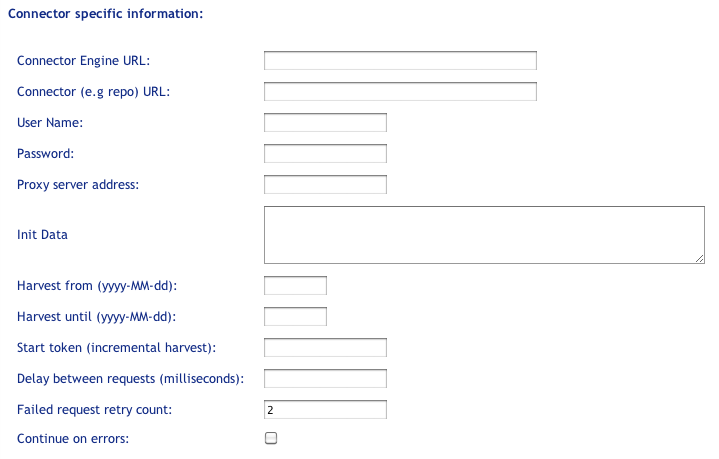 Connector specific information:
Connector Engine URL:
Connector (e.g repo) URL:
User Name:
Password:
Proxy server address:
Init Data
Harvest from (yyyy-MM-dd):
Harvest until (yyyy-MM-dd):
Start token (incremental harvest):
Delay between requests (milliseconds):
Failed request retry count: 2
Continue on errors: